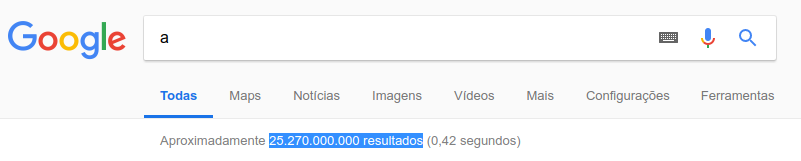 Google a
Todas Maps Notícias Imagens Vídeos Mais Configurações Ferramentas
Aproximadamente 25.270.000.000 resultados (0,42 segundos)